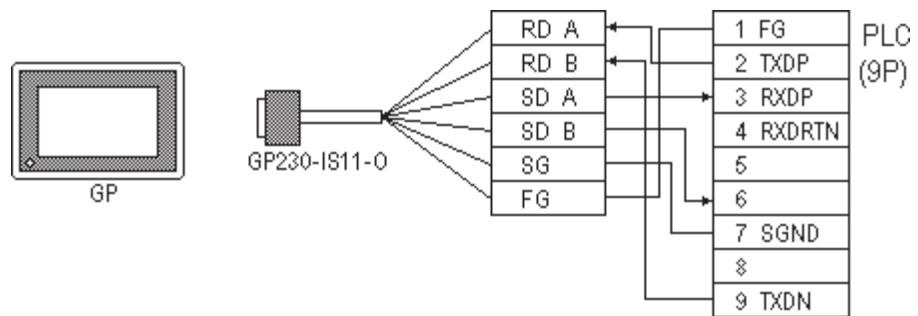 GP
GP230-IS11-O
RD A
RD B
SD A
SD B
SG
FG
1 FG
2 TXDP
3 RXDP
4 RXDRTN
5
6
7 SGND
8
9 TXDN
PLC
(9P)